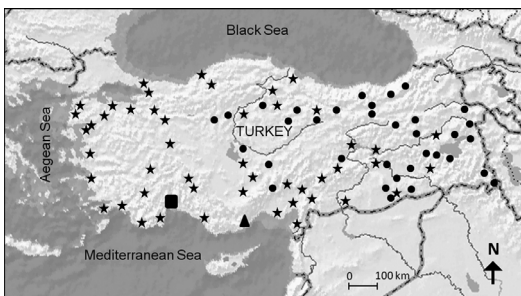 Black Sea
TURKEY
Aegean Sea
Mediterranean Sea
N
0 100 km